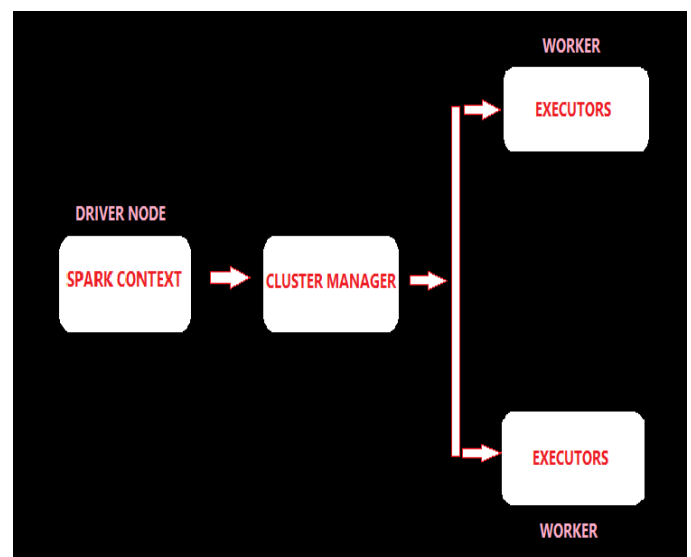 WORKER
EXECUTORS
DRIVER NODE
SPARK CONTEXT
CLUSTER MANAGER
EXECUTORS
WORKER